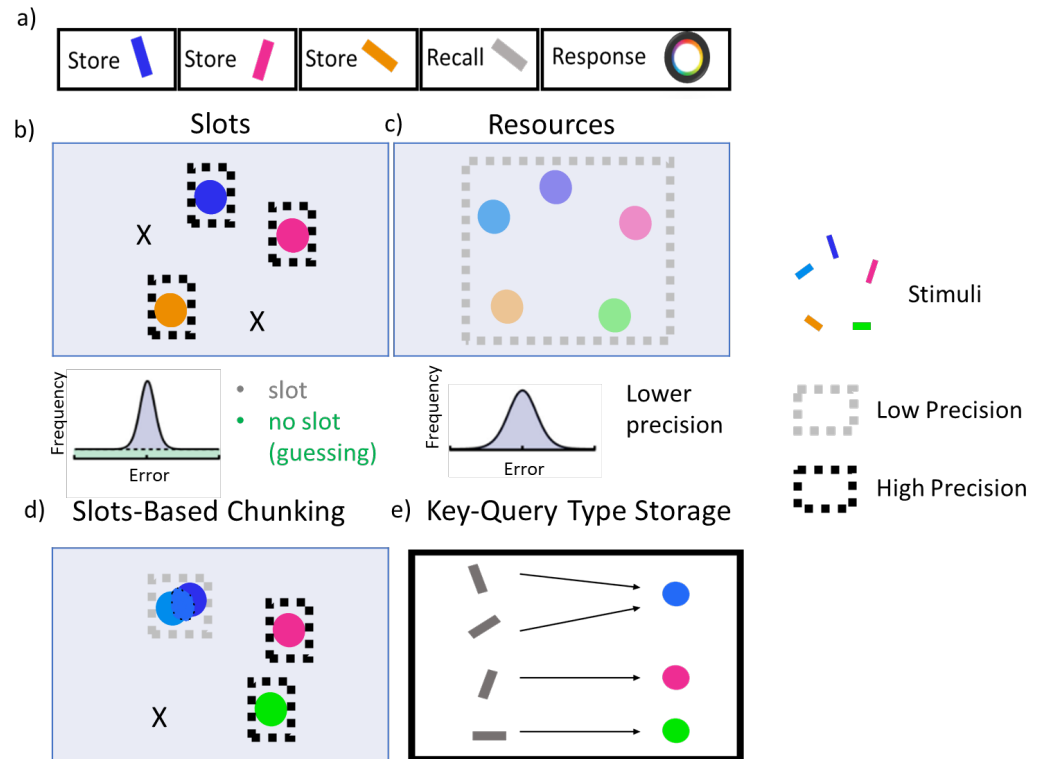 a)
Store
Store
Store
Recall
Response
b)
Slots
c)
Resources
X
X
Stimuli
Frequency
Error
• slot
• no slot
(guessing)
Frequency
Error
Lower
precision
Low Precision
High Precision
d)
Slots-Based Chunking
e)
Key-Query Type Storage
X